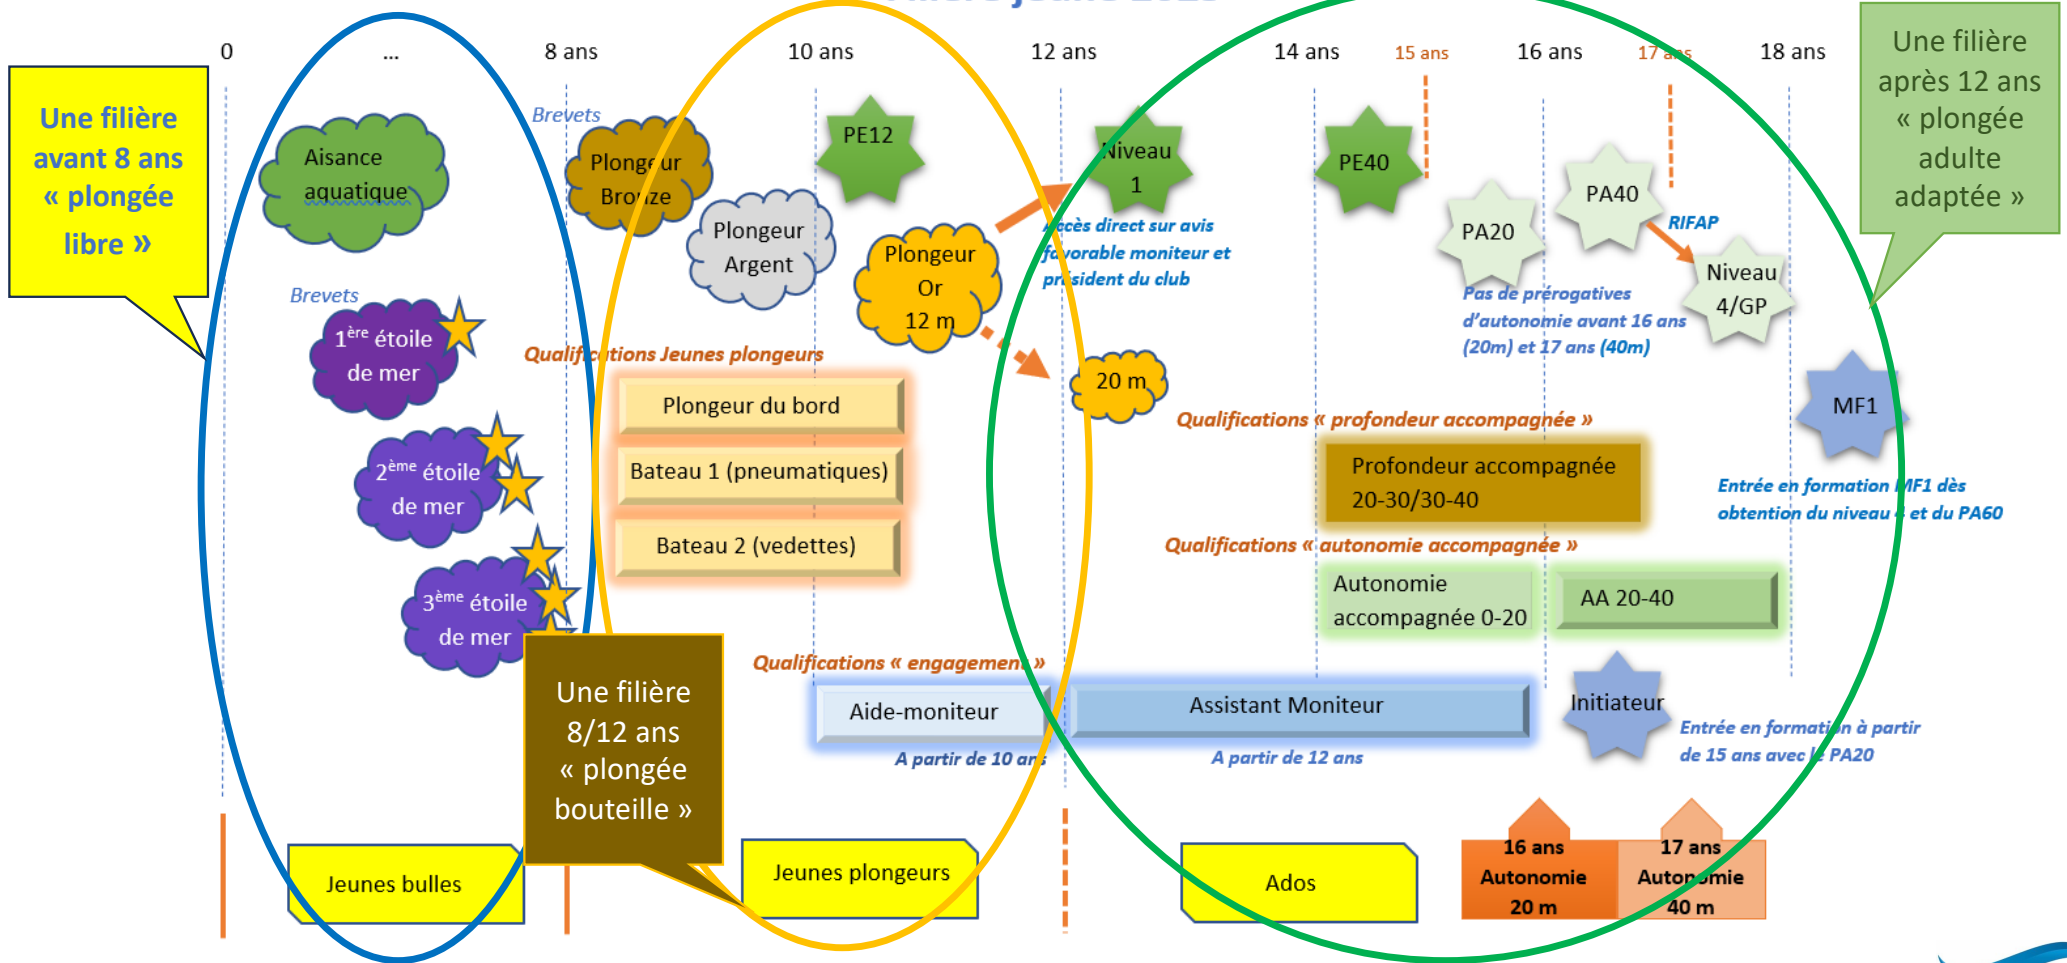 0
...
8 ans
10 ans
12 ans
14 ans
15 ans
16 ans
17 ans
18 ans
Une filière
avant 8 ans
« plongée
libre »
Aisance
aquatique
Brevets
1ère étoile
de mer
2ème étoile
de mer
3ème étoile
de mer
Brevets
Plongeur
Bronze
Plongeur
Argent
PE12
Plongeur
Or
12 m
Niveau
1
Accès direct sur avis
favorable moniteur et
président du club
20 m
Qualifications Jeunes plongeurs
Plongeur du bord
Bateau 1 (pneumatiques)
Bateau 2 (vedettes)
Une filière
8/12 ans
« plongée
bouteille »
Qualifications « engagement »
Aide-moniteur
A partir de 10 ans
Assistant Moniteur
A partir de 12 ans
PE40
PA20
PA40
RIFAP
Niveau
4/GP
Pas de prérogatives
d’autonomie avant 16 ans
(20m) et 17 ans (40m)
Une filière
après 12 ans
« plongée
adulte
adaptée »
MF1
Entrée en formation MF1 dès
obtention du niveau 4 et du PA60
Qualifications « profondeur accompagnée »
Profondeur accompagnée
20-30/30-40
Qualifications « autonomie accompagnée »
Autonomie
accompagnée 0-20
AA 20-40
Initiateur
Entrée en formation à partir
de 15 ans avec le PA20
Jeunes bulles
Jeunes plongeurs
Ados
16 ans
Autonomie
20 m
17 ans
Autonomie
40 m